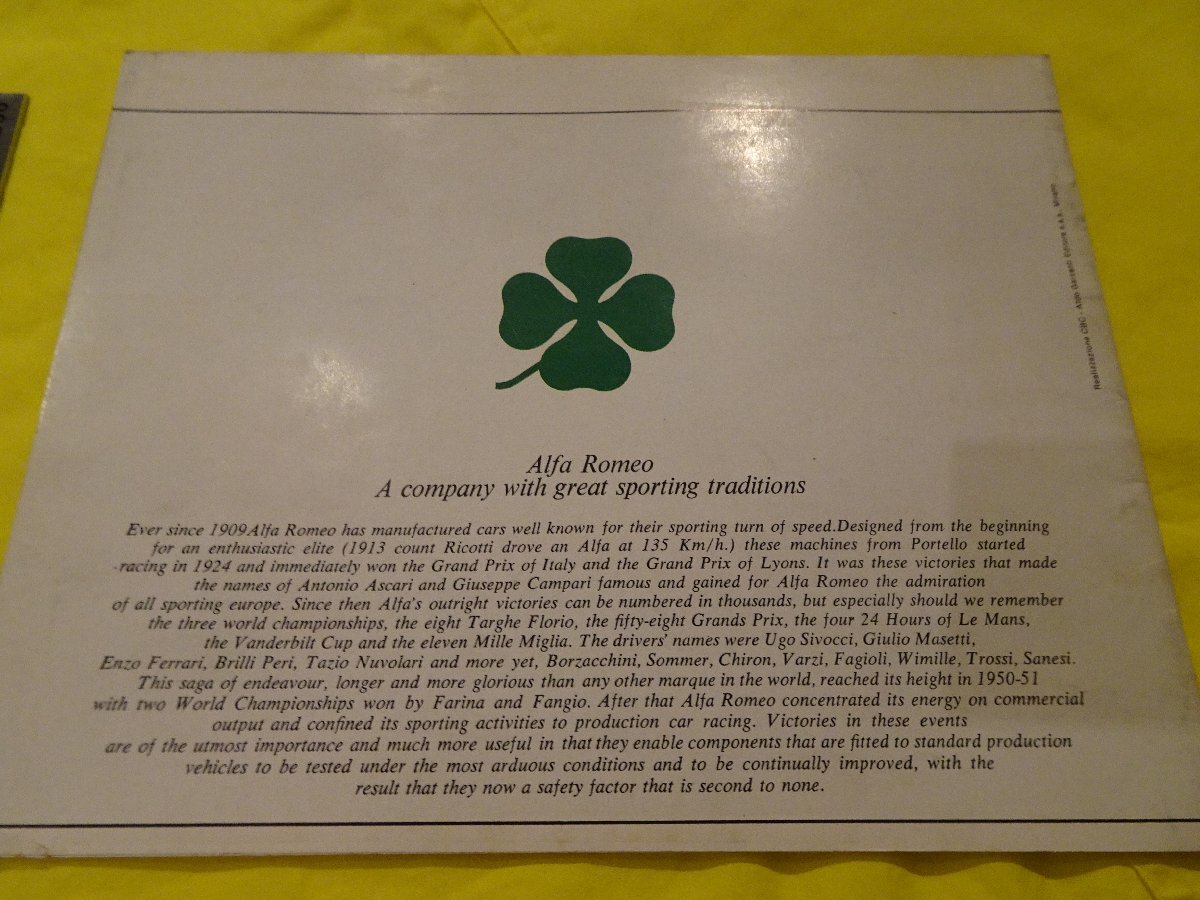 Alfa Romeo
A company with great sporting traditions
Ever since 1909Alfa Romeo has manufactured cars well known for their sporting turn of speed.Designed from the beginning
for an enthusiastic elite (1913 count Ricotti drove an Alfa at 135 Km/h.) these machines from Portello started
racing in 1924 and immediately won the Grand Prix of Italy and the Grand Prix of Lyons. It was these victories that made
the names of Antonio Ascari and Giuseppe Campari famous and gained for Alfa Romeo the admiration
of all sporting europe. Since then Alfa's outright victories can be numbered in thousands, but especially should we remember
the three world championships, the eight Targhe Florio, the fifty-eight Grands Prix, the four 24 Hours of Le Mans,
the Vanderbilt Cup and the eleven Mille Miglia. The drivers' names were Ugo Sivocci, Giulio Masetti,
Enzo Ferrari, Brilli Peri, Tazio Nuvolari and more yet, Borzacchini, Sommer, Chiron, Varzi, Fagioli, Wimille, Trossi, Sanesi.
This saga of endeavour, longer and more glorious than any other marque in the world, reached its height in 1950-51
with two World Championships won by Farina and Fangio. After that Alfa Romeo concentrated its energy on commercial
output and confined its sporting activities to production car racing. Victories in these events
are of the utmost importance and much more useful in that they enable components that are fitted to standard production
vehicles to be tested under the most arduous conditions and to be continually improved, with the
result that they now a safety factor that is second to none.
Realizzazione CIBC - Aldo Garzanti Editore s.a.s. Milano